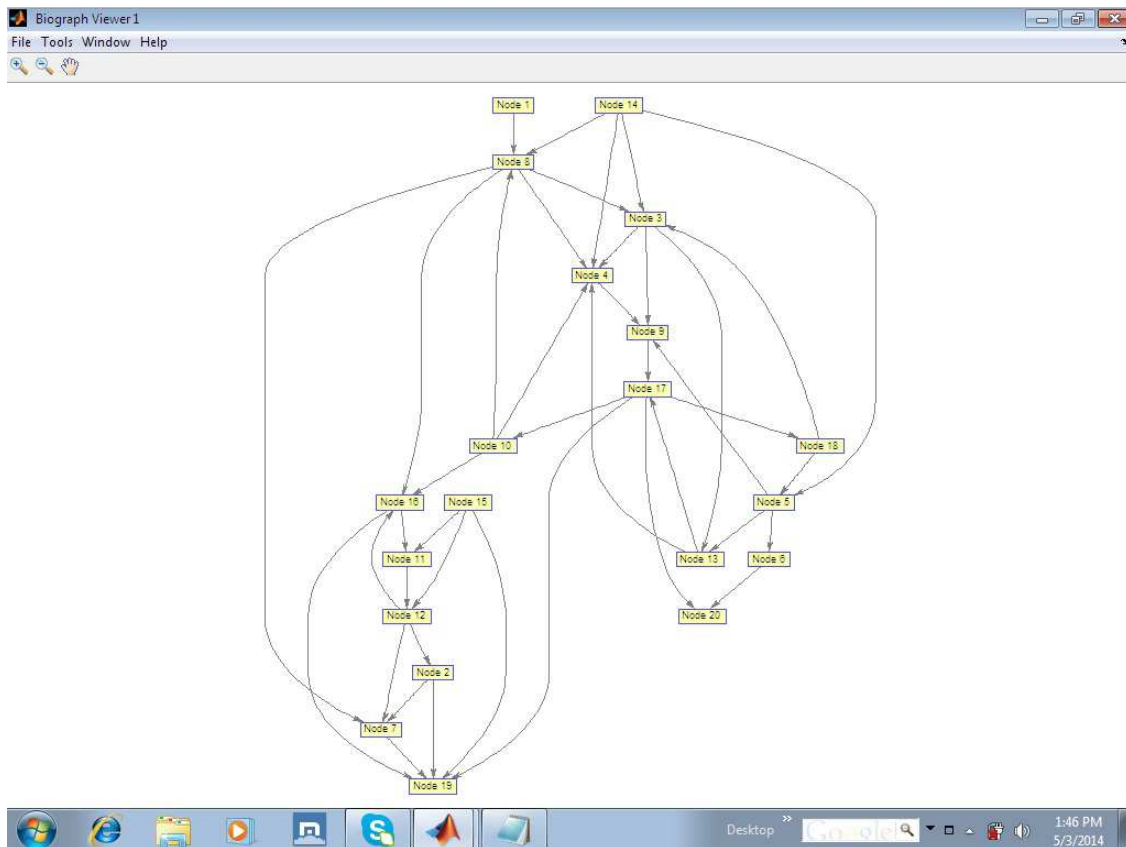 Biograph Viewer 1
File Tools Window Help
Node 1
Node 14
Node 8
Node 3
Node 4
Node 9
Node 17
Node 10
Node 18
Node 16
Node 15
Node 5
Node 11
Node 13
Node 6
Node 12
Node 20
Node 2
Node 7
Node 19
Desktop
Google
1:46 PM
5/3/2014